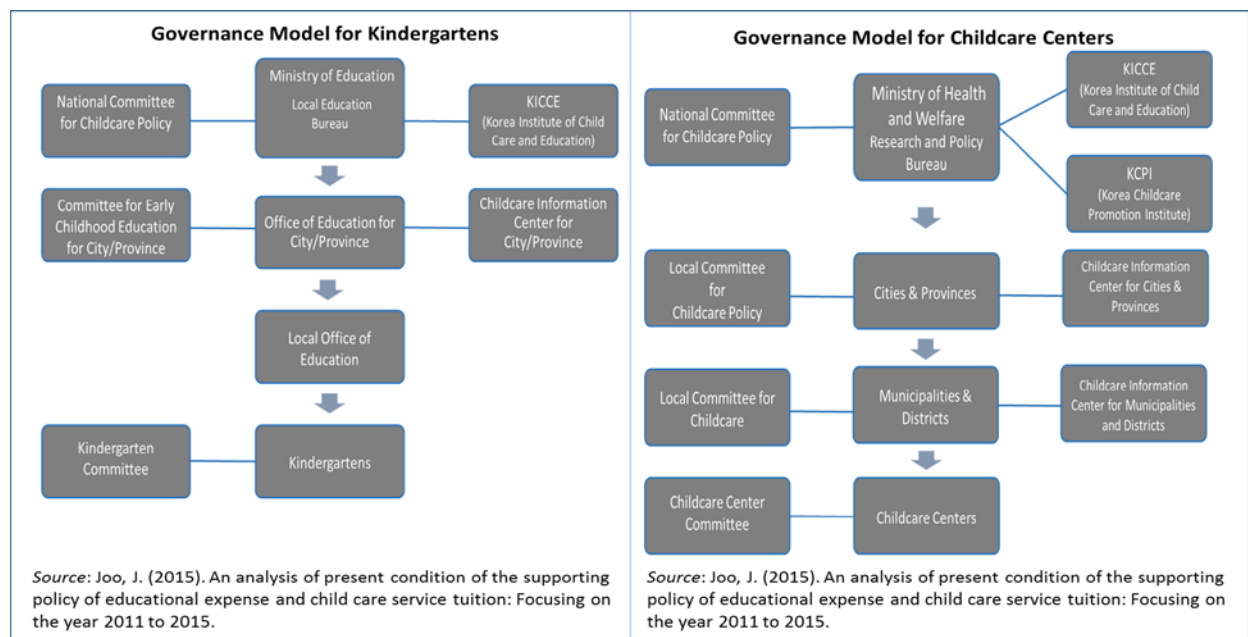 Governance Model for Kindergartens
National Committee
for Childcare Policy
Ministry of Education
Local Education
Bureau
KICCE
(Korea Institute of Child
Care and Education)
Committee for Early
Childhood Education
for City/Province
Office of Education for
City/Province
Childcare Information
Center for
City/Province
Local Office of
Education
Kindergarten
Committee
Kindergartens
Source: Joo, J. (2015). An analysis of present condition of the supporting
policy of educational expense and child care service tuition: Focusing on
the year 2011 to 2015.
Governance Model for Childcare Centers
National Committee
for Childcare Policy
Ministry of Health
and Welfare
Research and Policy
Bureau
KICCE
(Korea Institute of Child
Care and Education)
KCPI
(Korea Childcare
Promotion Institute)
Local Committee
for
Childcare Policy
Cities & Provinces
Childcare Information
Center for Cities &
Provinces
Local Committee for
Childcare
Municipalities &
Districts
Childcare Information
Center for Municipalities
and Districts
Childcare Center
Committee
Childcare Centers
Source: Joo, J. (2015). An analysis of present condition of the supporting
policy of educational expense and child care service tuition: Focusing on
the year 2011 to 2015.